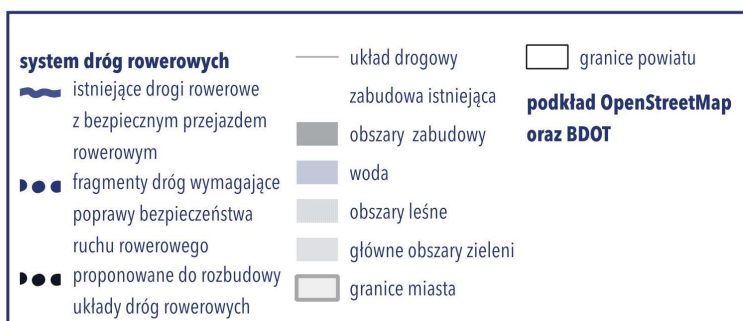 system dróg rowerowych
istniejące drogi rowerowe
z bezpiecznym przejazdem
rowerowym
fragmenty dróg wymagające
poprawy bezpieczeństwa
ruchu rowerowego
proponowane do rozbudowy
układy dróg rowerowych
układ drogowy
zabudowa istniejąca
obszary zabudowy
woda
obszary leśne
główne obszary zieleni
granice miasta
granice powiatu
podkład OpenStreetMap
oraz BDOT